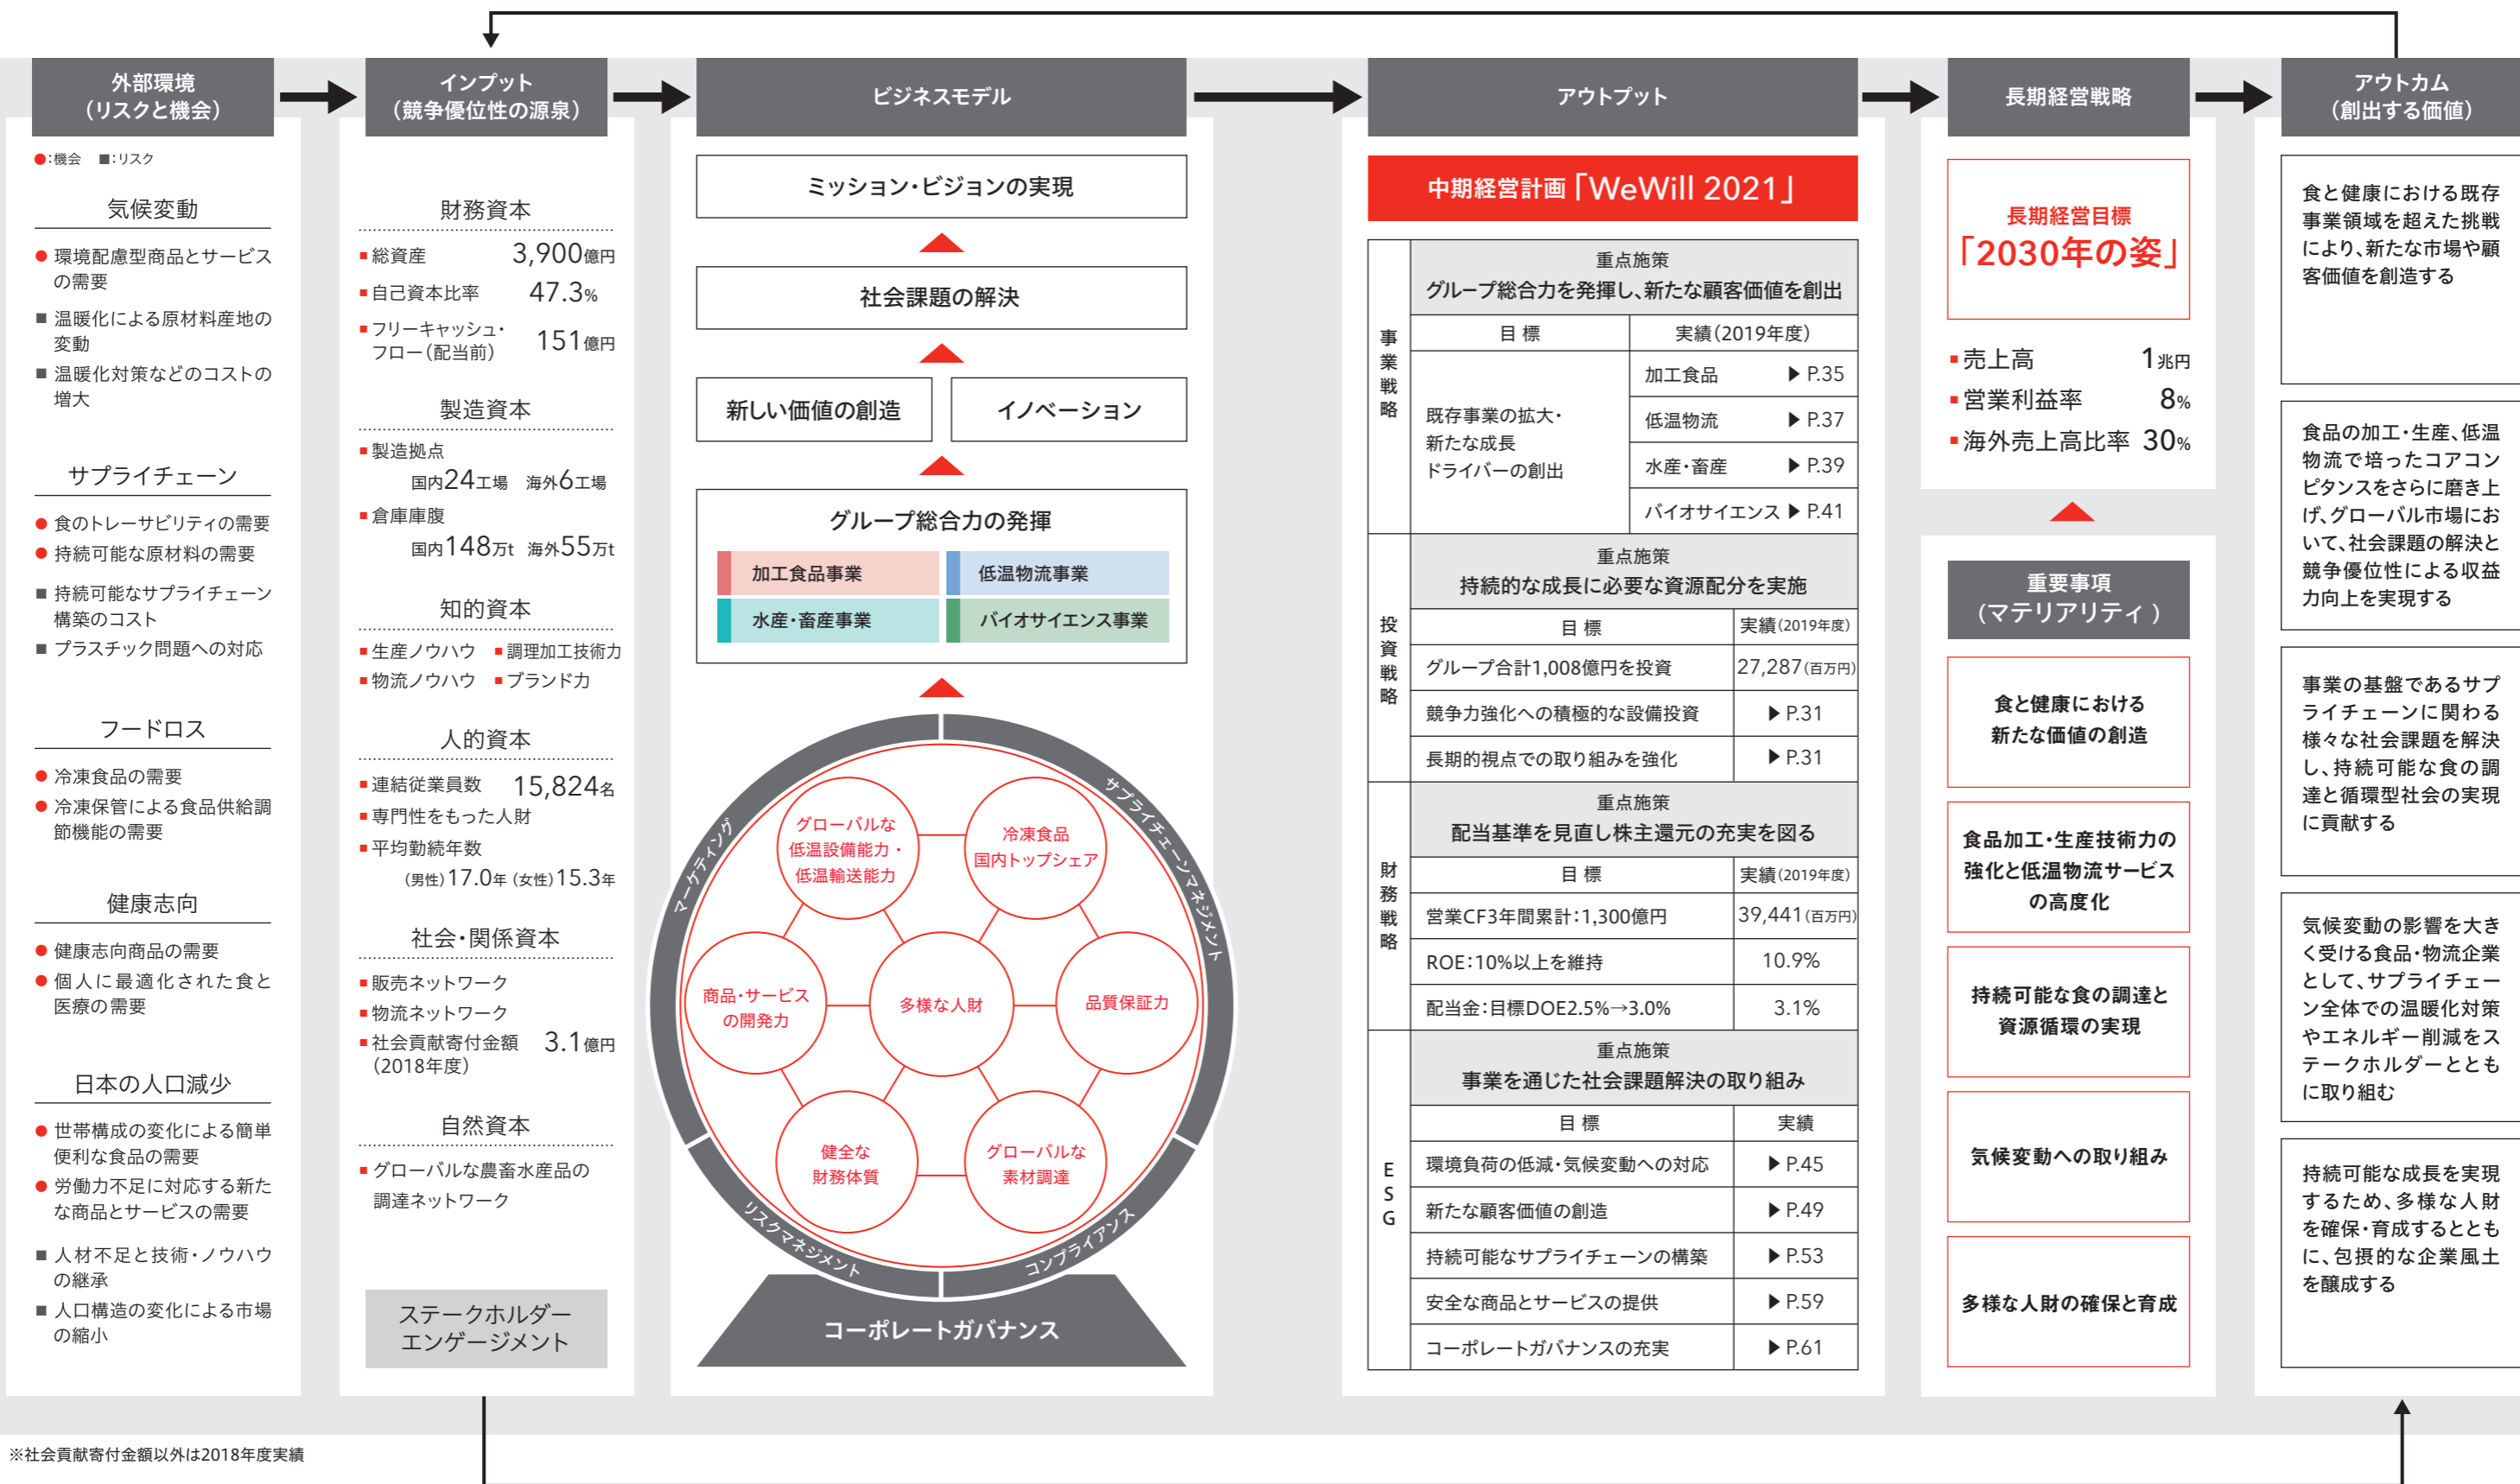 外部環境
（リスクと機会）
●：機会　■：リスク
気候変動
● 環境配慮型商品とサービス
の需要
■ 温暖化による原材料産地の
変動
■ 温暖化対策などのコストの
増大
サプライチェーン
● 食のトレーサビリティの需要
● 持続可能な原材料の需要
■ 持続可能なサプライチェーン
構築のコスト
■ プラスチック問題への対応
フードロス
● 冷凍食品の需要
● 冷凍保管による食品供給調
節機能の需要
健康志向
● 健康志向商品の需要
● 個人に最適化された食と
医療の需要
日本の人口減少
● 世帯構成の変化による簡単
便利な食品の需要
● 労働力不足に対応する新た
な商品とサービスの需要
■ 人材不足と技術・ノウハウ
の継承
■ 人口構造の変化による市場
の縮小
インプット
（競争優位性の源泉）
財務資本
■ 総資産 3,900億円
■ 自己資本比率 47.3%
■ フリーキャッシュ・
フロー（配当前） 151億円
製造資本
■ 製造拠点
国内24工場　海外6工場
■ 倉庫庫腹
国内148万t　海外55万t
知的資本
■ 生産ノウハウ ■ 調理加工技術力
■ 物流ノウハウ ■ ブランド力
人的資本
■ 連結従業員数 15,824名
■ 専門性をもった人財
■ 平均勤続年数
（男性）17.0年（女性）15.3年
社会・関係資本
■ 販売ネットワーク
■ 物流ネットワーク
■ 社会貢献寄付金額 3.1億円
（2018年度）
自然資本
■ グローバルな農畜水産品の
調達ネットワーク
ステークホルダー
エンゲージメント
ビジネスモデル
ミッション・ビジョンの実現
社会課題の解決
新しい価値の創造
イノベーション
グループ総合力の発揮
加工食品事業
低温物流事業
水産・畜産事業
バイオサイエンス事業
マーケティング
サプライチェーンマネジメント
グローバルな
低温設備能力・
低温輸送能力
冷凍食品
国内トップシェア
商品・サービス
の開発力
多様な人財
品質保証力
健全な
財務体質
グローバルな
素材調達
リスクマネジメント
コンプライアンス
コーポレートガバナンス
アウトプット
中期経営計画「WeWill 2021」
事業戦略
重点施策
グループ総合力を発揮し、新たな顧客価値を創出
目 標 実績（2019年度）
既存事業の拡大・
新たな成長
ドライバーの創出
加工食品 ▶ P.35
低温物流 ▶ P.37
水産・畜産 ▶ P.39
バイオサイエンス ▶ P.41
投資戦略
重点施策
持続的な成長に必要な資源配分を実施
目 標 実績（2019年度）
グループ合計1,008億円を投資 27,287（百万円）
競争力強化への積極的な設備投資 ▶ P.31
長期的視点での取り組みを強化 ▶ P.31
財務戦略
重点施策
配当基準を見直し株主還元の充実を図る
目 標 実績（2019年度）
営業CF3年間累計：1,300億円 39,441（百万円）
ROE：10%以上を維持 10.9%
配当金：目標DOE2.5%→3.0% 3.1%
ESG
重点施策
事業を通じた社会課題解決の取り組み
目 標 実績
環境負荷の低減・気候変動への対応 ▶ P.45
新たな顧客価値の創造 ▶ P.49
持続可能なサプライチェーンの構築 ▶ P.53
安全な商品とサービスの提供 ▶ P.59
コーポレートガバナンスの充実 ▶ P.61
長期経営戦略
長期経営目標
「2030年の姿」
■ 売上高 1兆円
■ 営業利益率 8%
■ 海外売上高比率 30%
重要事項
（マテリアリティ）
食と健康における
新たな価値の創造
食品加工・生産技術力の
強化と低温物流サービス
の高度化
持続可能な食の調達と
資源循環の実現
気候変動への取り組み
多様な人財の確保と育成
アウトカム
（創出する価値）
食と健康における既存
事業領域を超えた挑戦
により、新たな市場や顧
客価値を創造する
食品の加工・生産、低温
物流で培ったコアコン
ピタンスをさらに磨き上
げ、グローバル市場にお
いて、社会課題の解決と
競争優位性による収益
力向上を実現する
事業の基盤であるサプ
ライチェーンに関わる
様々な社会課題を解決
し、持続可能な食の調
達と循環型社会の実現
に貢献する
気候変動の影響を大き
く受ける食品・物流企業
として、サプライチェー
ン全体での温暖化対策
やエネルギー削減をス
テークホルダーととも
に取り組む
持続可能な成長を実現
するため、多様な人財
を確保・育成するととも
に、包摂的な企業風土
を醸成する
※社会貢献寄付金額以外は2018年度実績